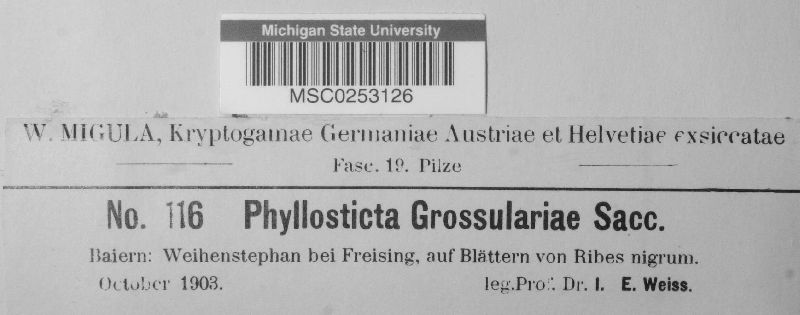 Michigan State University
MSC0253126
W. MIGULA, Kryptogamae Germaniae Austriae et Helvetiae exsiccatae
Fasc. 19. Pilze
No. 116 Phyllosticta Grossulariae Sacc.
Baiern: Weihenstephan bei Freising, auf Blättern von Ribes nigrum.
October 1903. leg.Prof. Dr. I. E. Weiss.